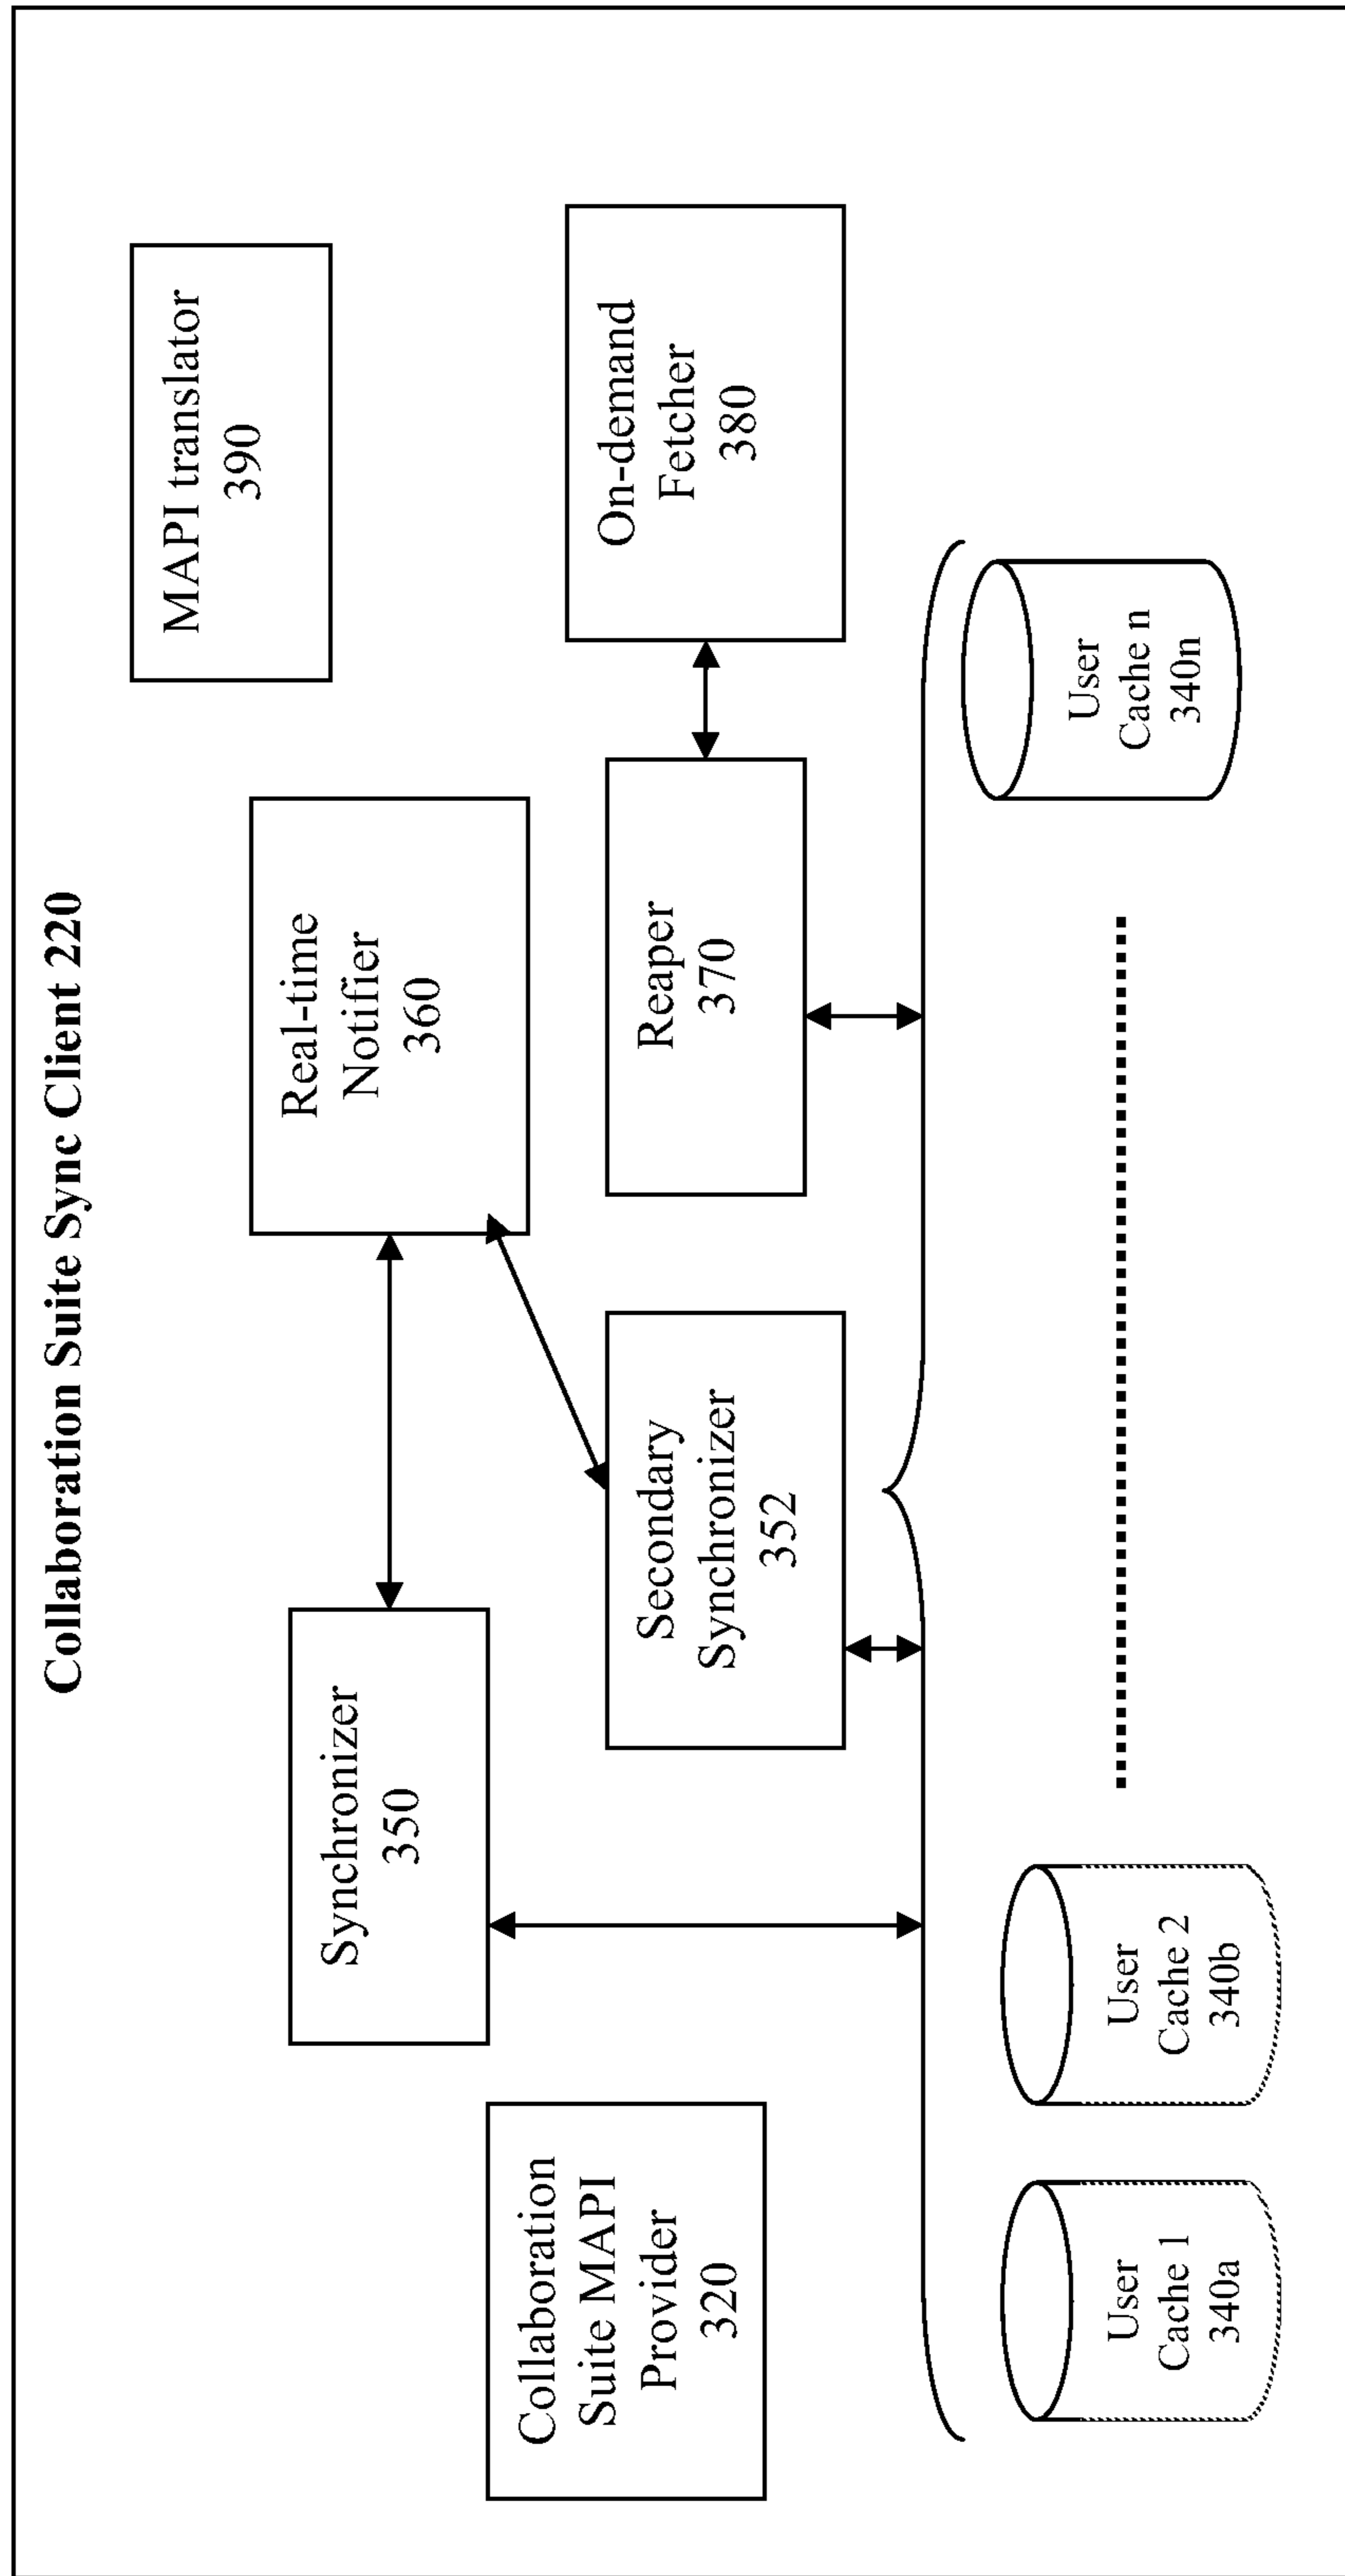 Collaboration Suite Sync Client 220
MAPI translator
390
Real-time
Notifier
360
Synchronizer
350
Collaboration
Suite MAPI
Provider
320
Secondary
Synchronizer
352
Reaper
370
On-demand
Fetcher
380
User
Cache 1
340a
User
Cache 2
340b
User
Cache n
340n